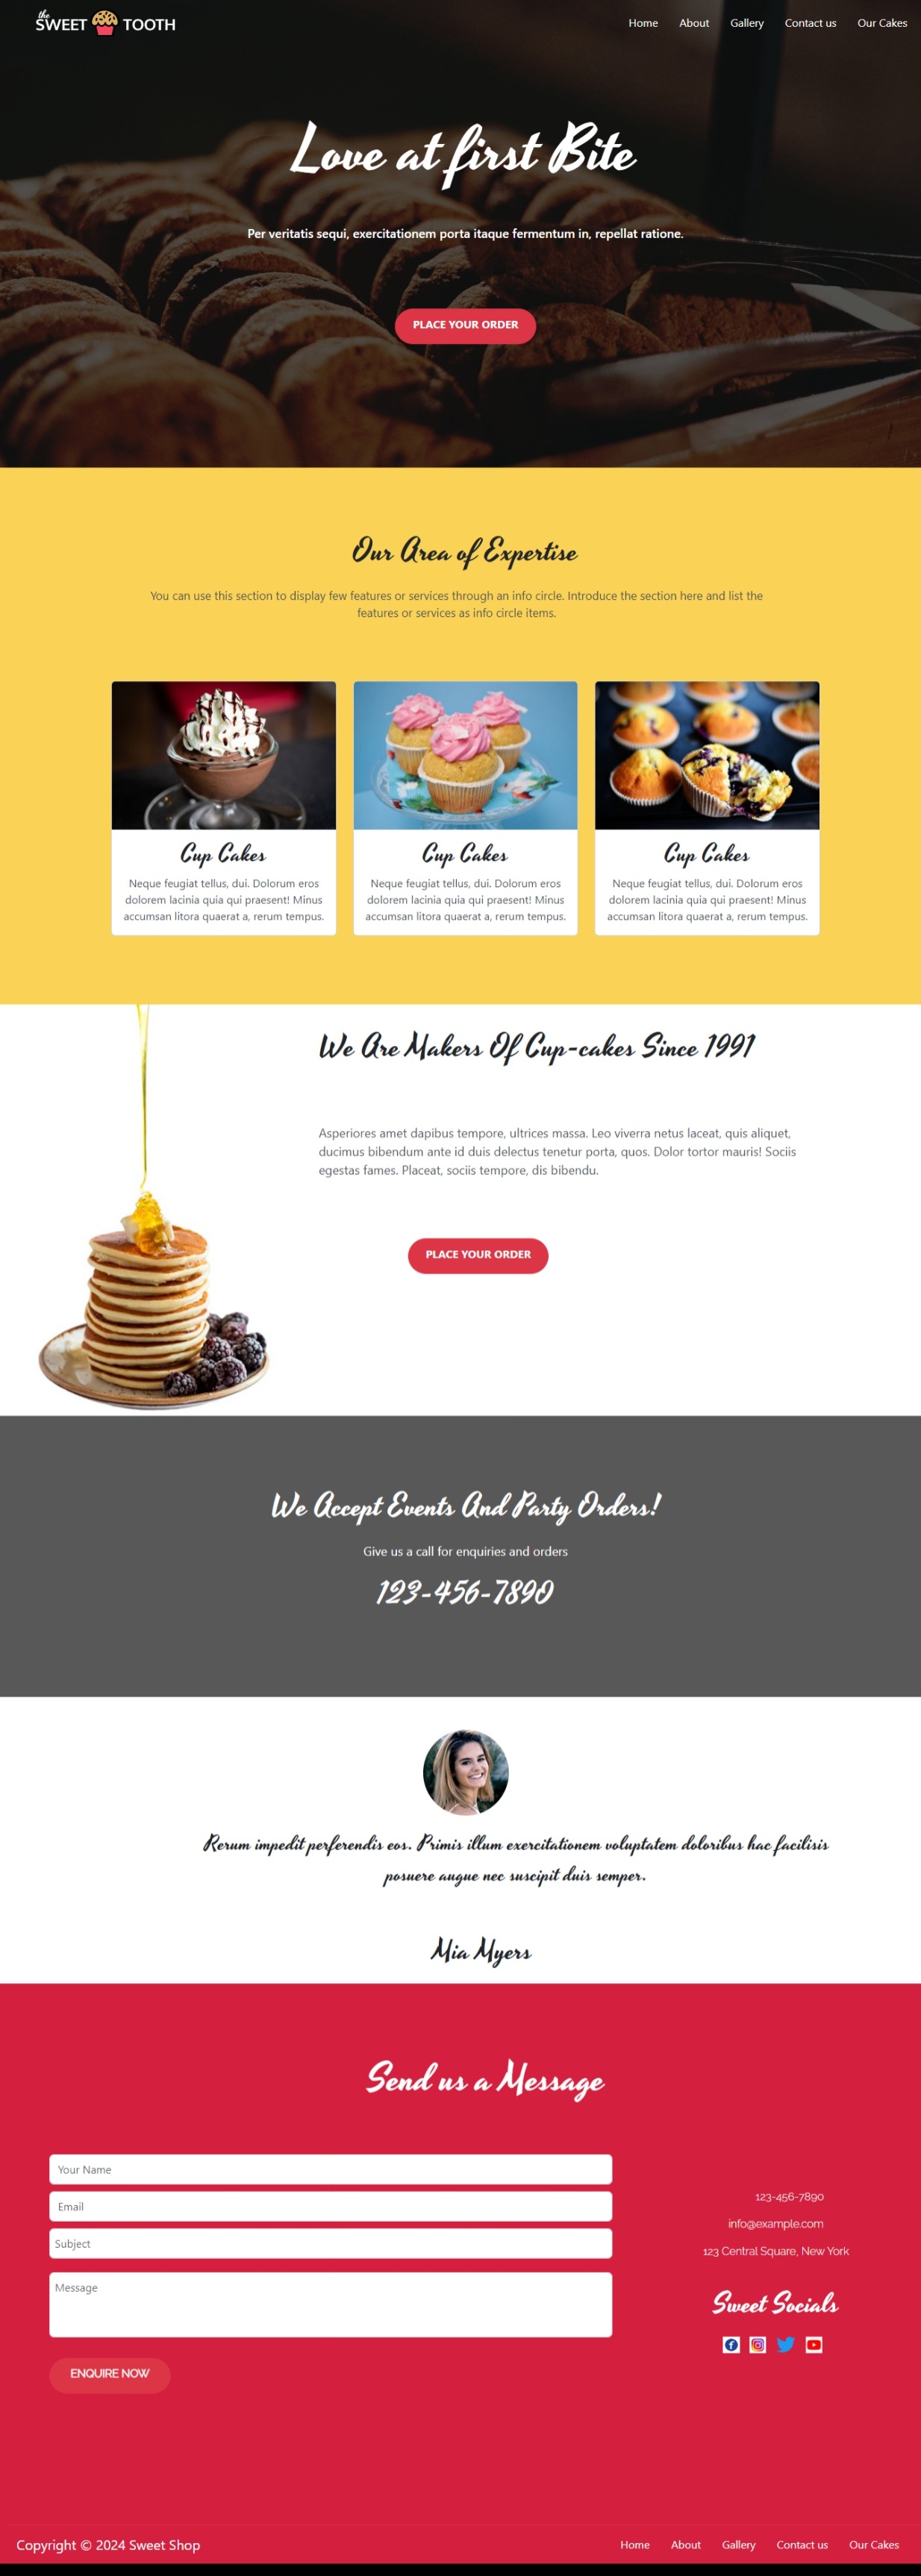 the
SWEET TOOTH
Home About Gallery Contact us Our Cakes
Love at first Bite
Per veritatis sequi, exercitationem porta itaque fermentum in, repellat ratione.
PLACE YOUR ORDER
Our Area of Expertise
You can use this section to display few features or services through an info circle. Introduce the section here and list the
features or services as info circle items.
Cup Cakes
Neque feugiat tellus, dui. Dolorum eros
dolorem lacinia quia qui praesent! Minus
accumsan litora quaerat a, rerum tempus.
Cup Cakes
Neque feugiat tellus, dui. Dolorum eros
dolorem lacinia quia qui praesent! Minus
accumsan litora quaerat a, rerum tempus.
Cup Cakes
Neque feugiat tellus, dui. Dolorum eros
dolorem lacinia quia qui praesent! Minus
accumsan litora quaerat a, rerum tempus.
We Are Makers Of Cup-cakes Since 1991
Asperiores amet dapibus tempore, ultrices massa. Leo viverra netus laceat, quis aliquet,
ducimus bibendum ante id duis delectus tenetur porta, quos. Dolor tortor mauris! Sociis
egestas fames. Placeat, sociis tempore, dis bibendu.
PLACE YOUR ORDER
We Accept Events And Party Orders!
Give us a call for enquiries and orders
123-456-7890
Rerum impedit perferendis eos. Primis illum exercitationem voluptatem doloribus hac facilisis
posuere augue nec suscipit duis semper.
Mia Myers
Send us a Message
Your Name
Email
Subject
Message
ENQUIRE NOW
123-456-7890
info@example.com
123 Central Square, New York
Sweet Socials
Copyright © 2024 Sweet Shop
Home About Gallery Contact us Our Cakes